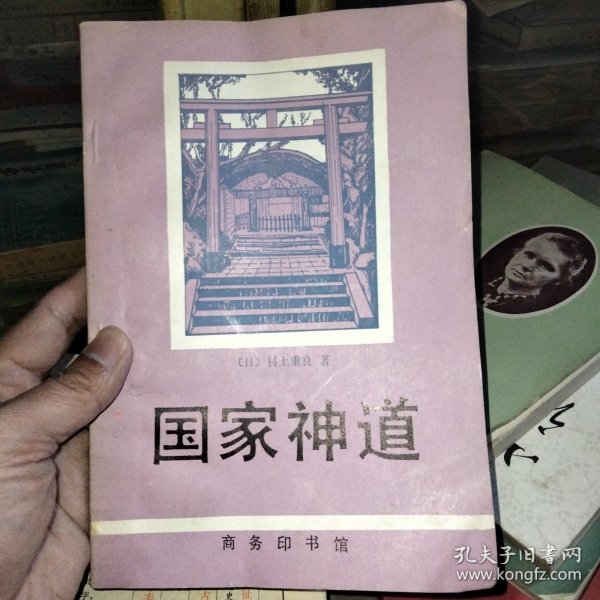 〔日〕村上重良 著
国家神道
商务印书馆
孔夫子旧书网
www.kongfz.com